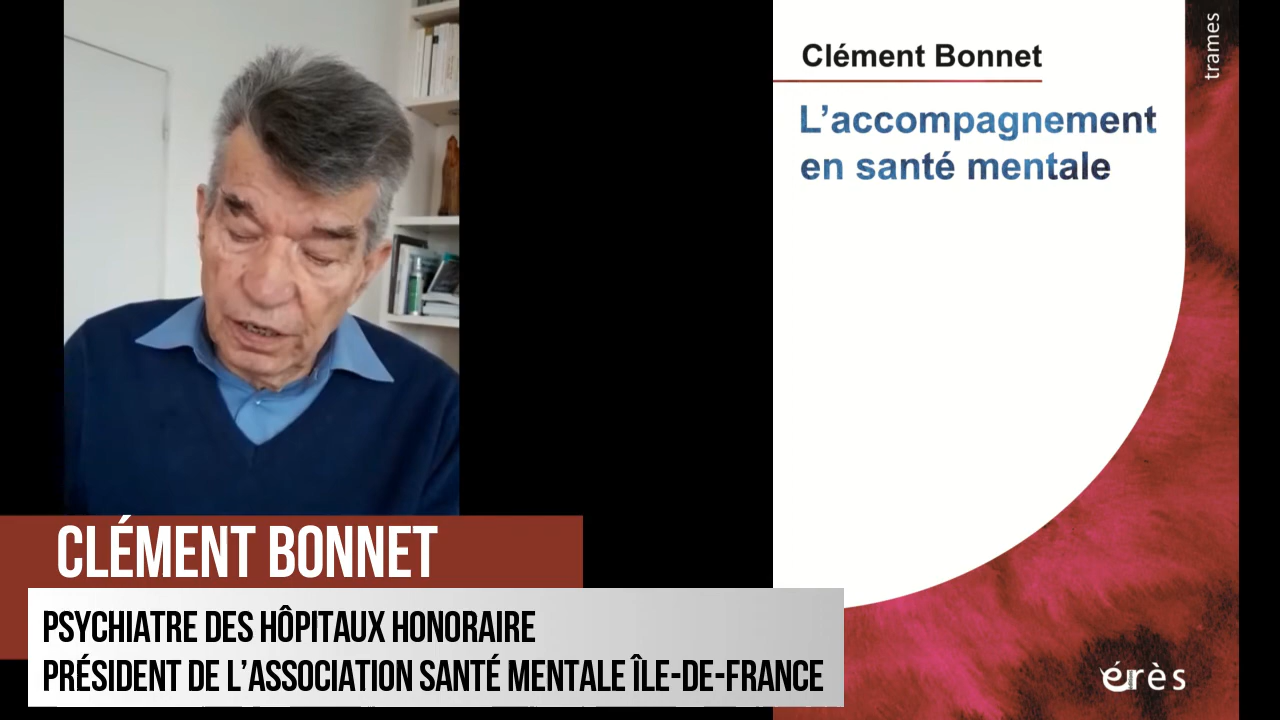 Clément Bonnet
L'accompagnement
en santé mentale
trames
érès
CLÉMENT BONNET
PSYCHIATRE DES HÔPITAUX HONORAIRE
PRÉSIDENT DE L'ASSOCIATION SANTÉ MENTALE ÎLE-DE-FRANCE